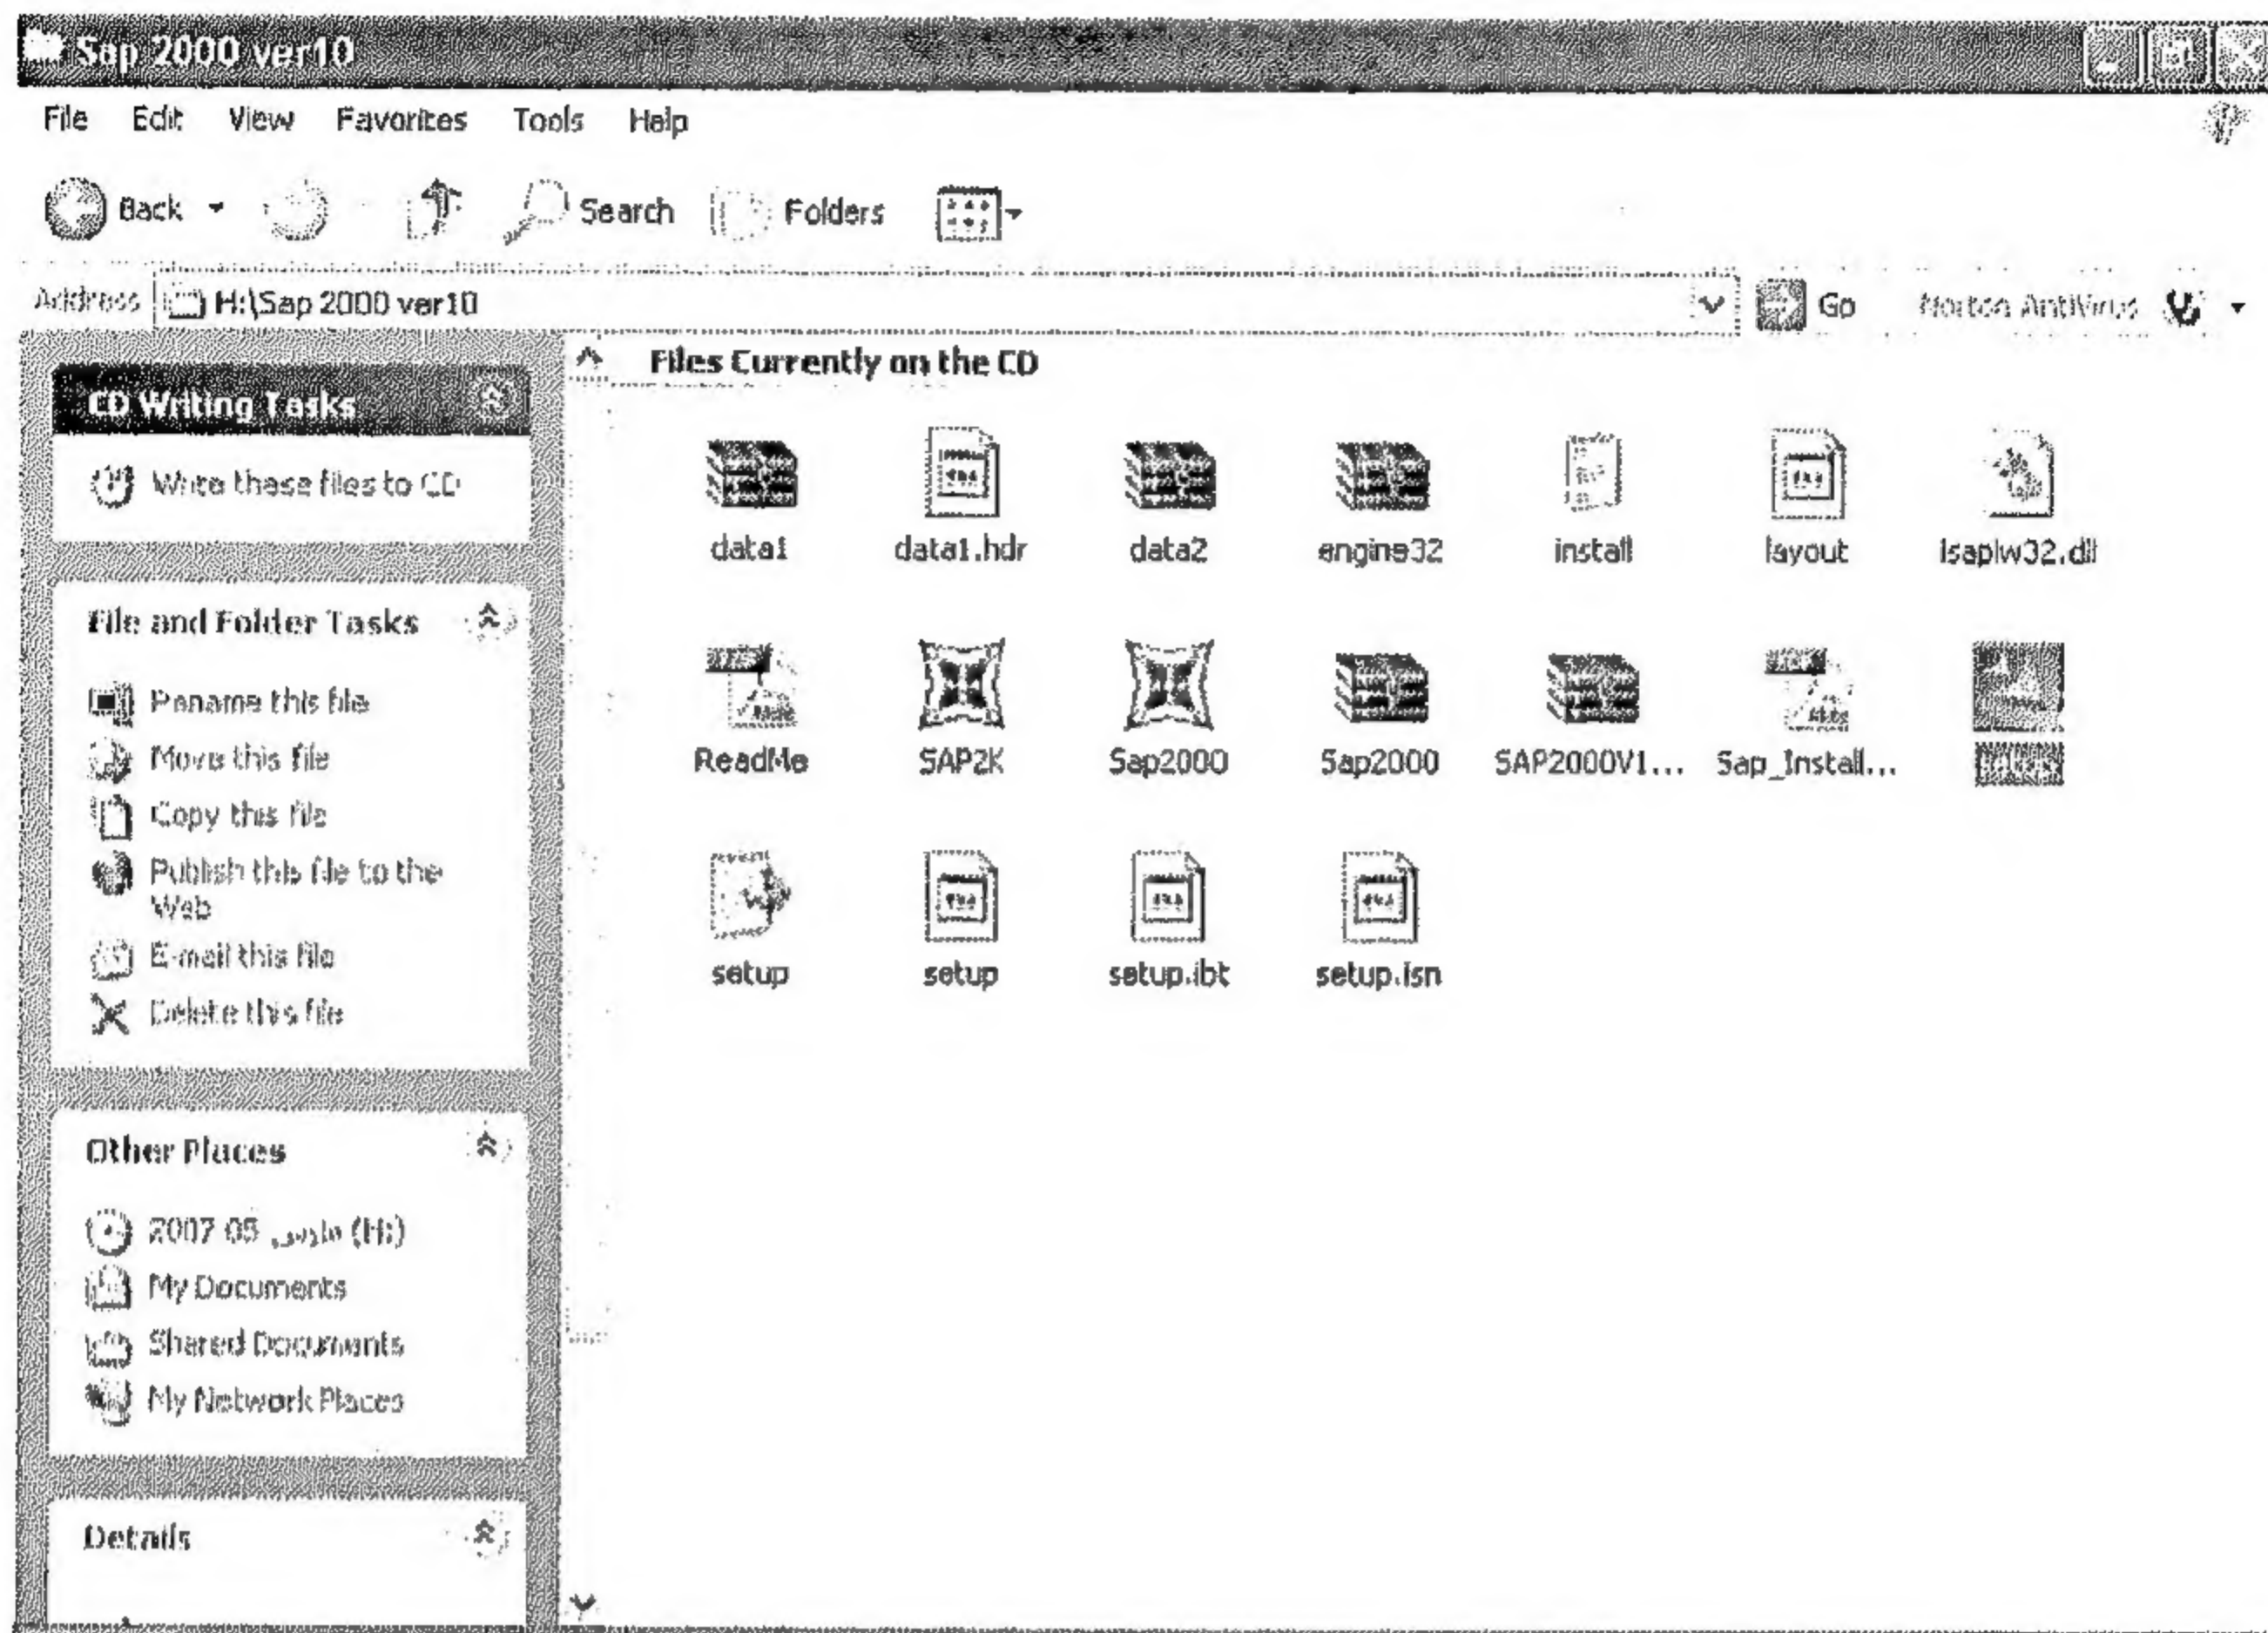 Sap 2000 ver10
File Edit View Favorites Tools Help
Back Search Folders
Address H:\Sap 2000 ver10 Go Norton AntiVirus
Files Currently on the CD
CD Writing Tasks
Write these files to CD
File and Folder Tasks
Rename this file
Move this file
Copy this file
Publish this file to the
Web
E-mail this file
Delete this file
Other Places
2007 05 مارس (H:)
My Documents
Shared Documents
My Network Places
Details
data1 data1.hdr data2 engine32 install layout lsaplw32.dll
ReadMe SAP2K Sap2000 Sap2000 SAP2000V1... Sap_Install...
setup setup setup.ibt setup.isn